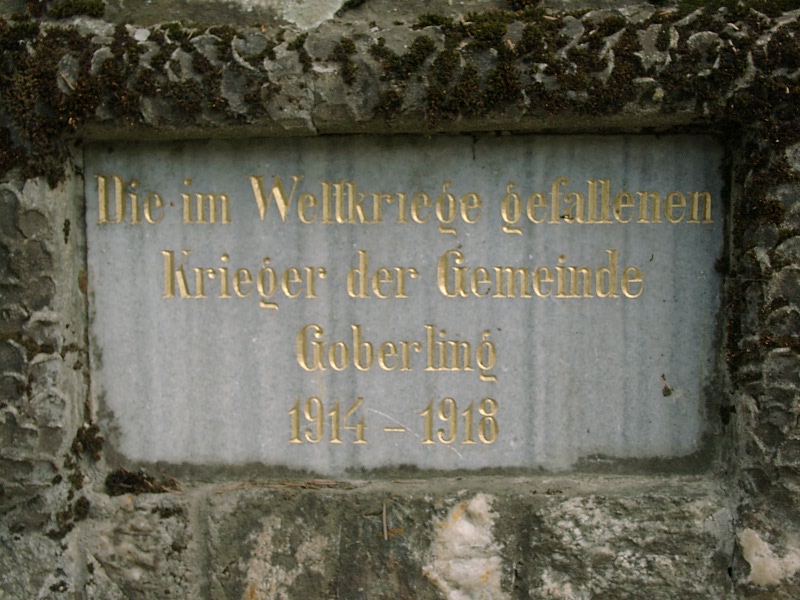 Die im Weltkriege gefallenen
Krieger der Gemeinde
Goberling
1914 - 1918